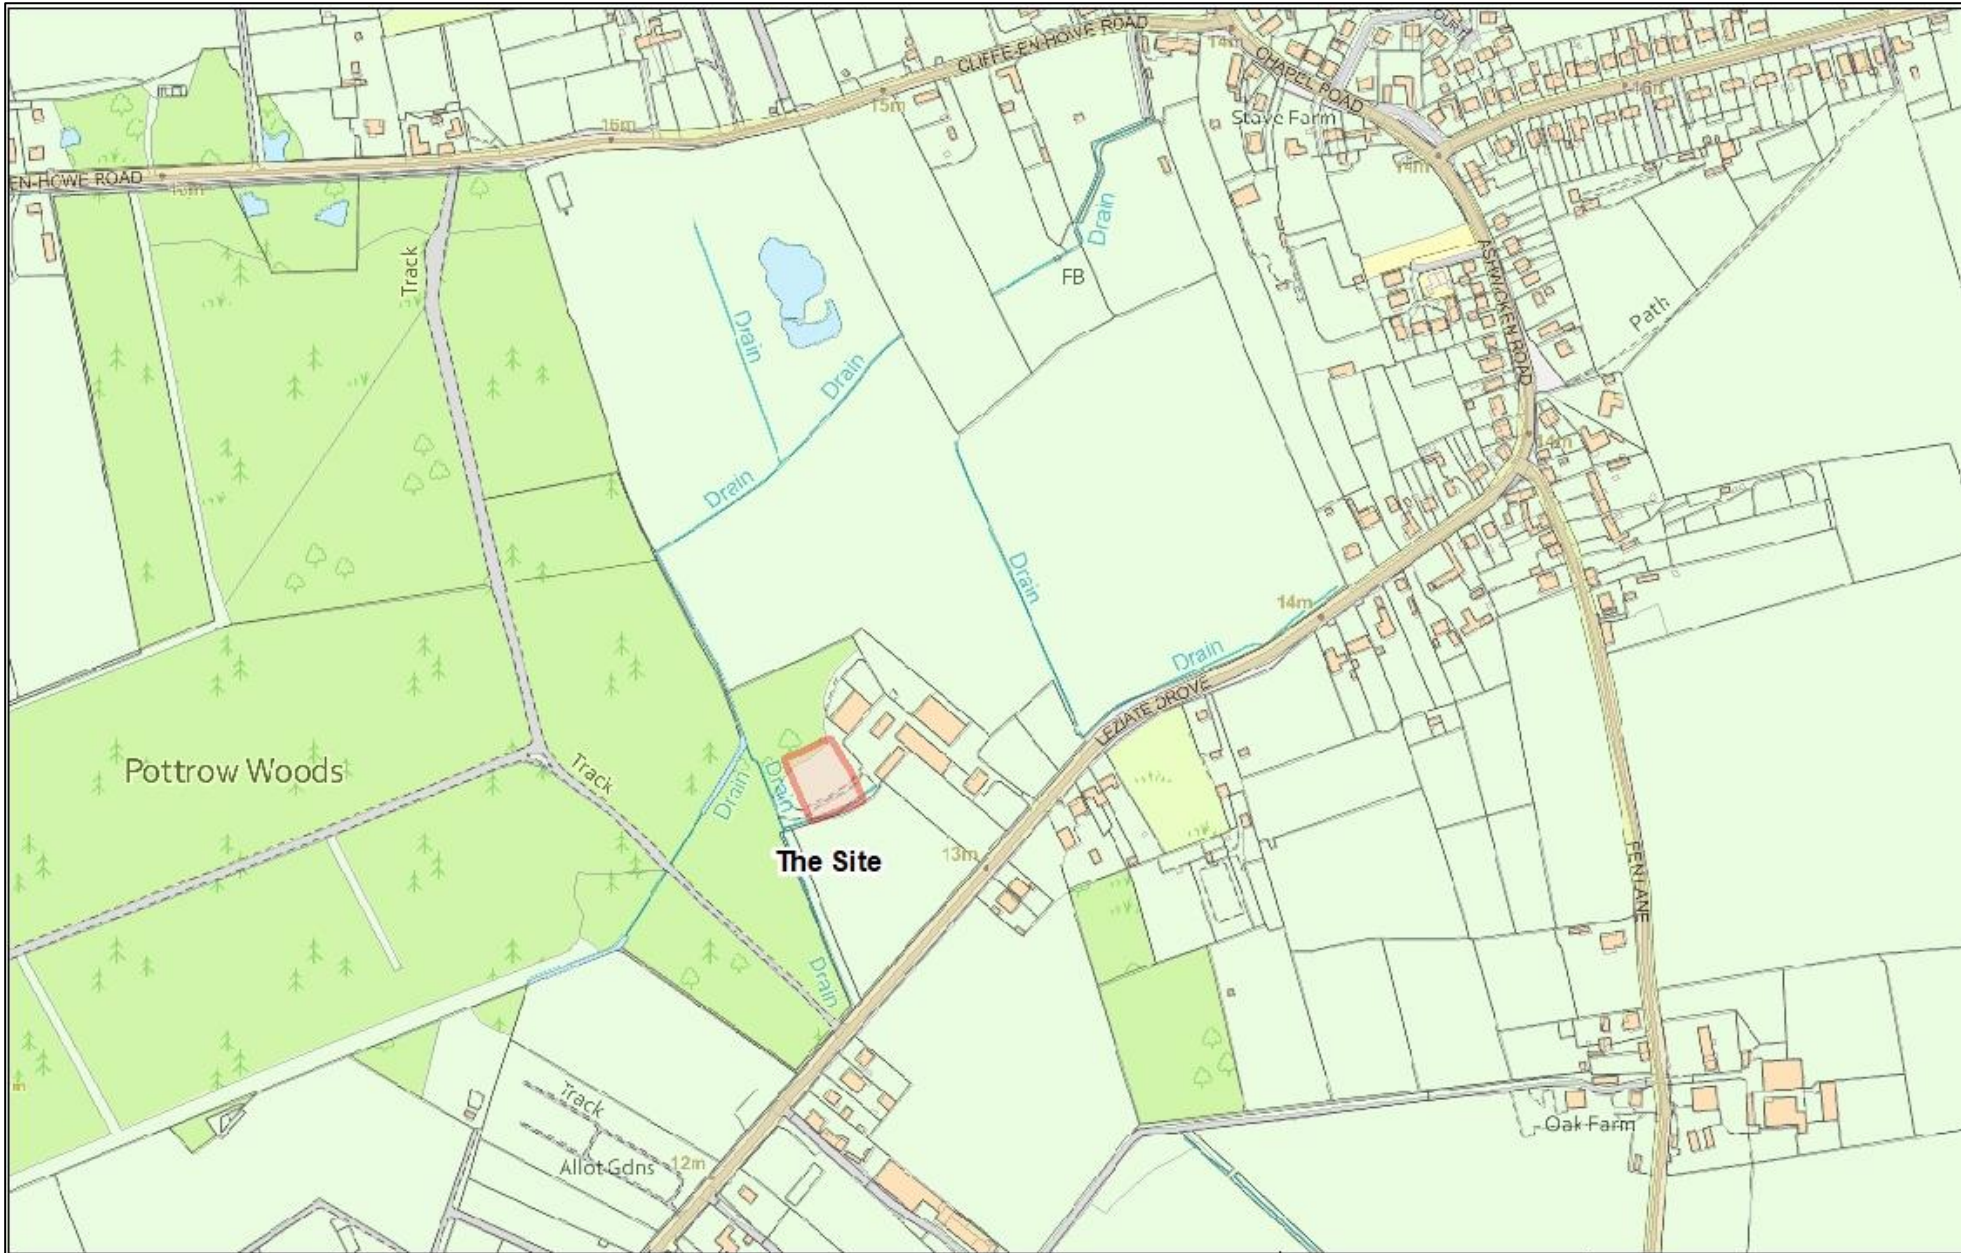 CLIFFE-EN-HOWE ROAD
14m
CHAPEL ROAD
15m
16m
16m
Stave Farm
14m
EN-HOWE ROAD
Drain
Track
FB
ASHWICKEN ROAD
Path
Drain
Drain
14m
Drain
Drain
14m
Drain
LEZIATE DROVE
Pottrow Woods
Track
Drain
Drain
The Site
13m
FEN LANE
Drain
Track
Allot Gdns
12m
Oak Farm